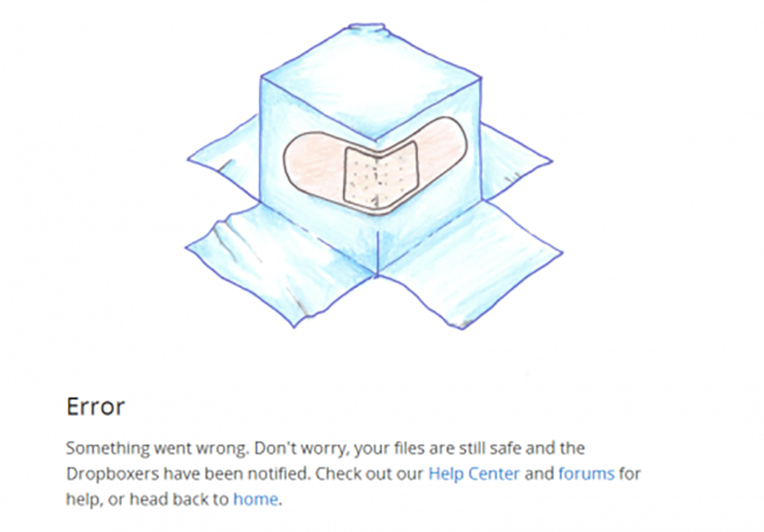 Error
Something went wrong. Don't worry, your files are still safe and the
Dropboxers have been notified. Check out our Help Center and forums for
help, or head back to home.